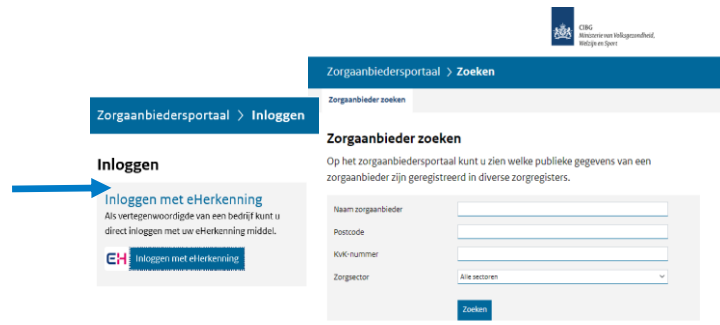 CIBG
Ministerie van Volksgezondheid,
Welzijn en Sport
Zorgaanbiedersportaal > Zoeken
Zorgaanbieder zoeken
Zorgaanbieder zoeken
Op het zorgaanbiedersportaal kunt u zien welke publieke gegevens van een
zorgaanbieder zijn geregistreerd in diverse zorgregisters.
Naam zorgaanbieder
Postcode
KvK-nummer
Zorgsector
Alle sectoren
Zoeken
Zorgaanbiedersportaal > Inloggen
Inloggen
Inloggen met eHerkenning
Als vertegenwoordigde van een bedrijf kunt u
direct inloggen met uw eHerkenning middel.
eH Inloggen met eHerkenning